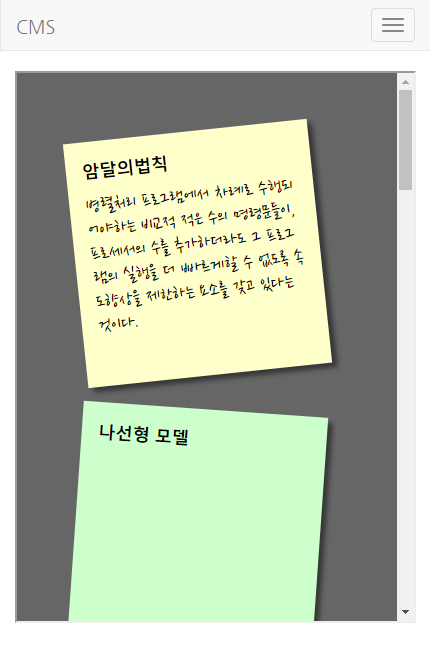 CMS
암달의법칙
병렬처리 프로그램에서 차례로 수행되
어야하는 비교적 적은 수의 명령문들이,
프로세서의 수를 추가하더라도 그 프로그
램의 실행을 더 빠르게할 수 없도록 속
도향상을 제한하는 요소를 갖고 있다는
것이다.
나선형 모델